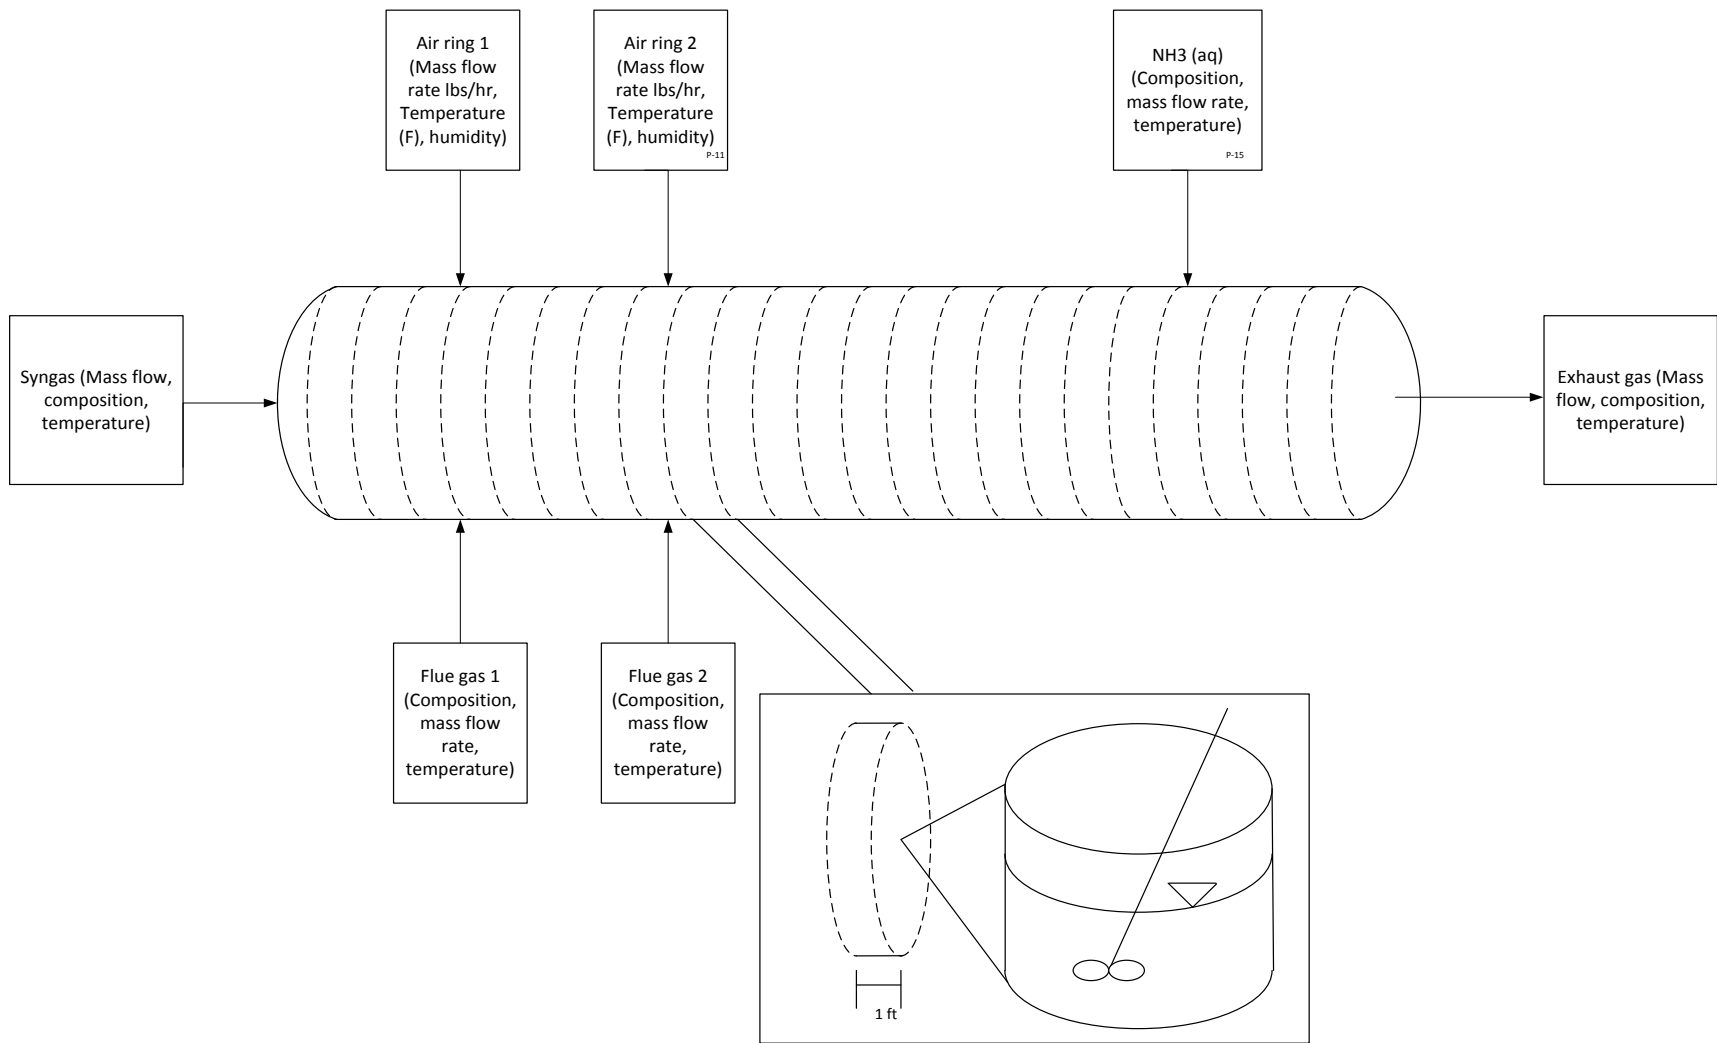 Air ring 1
(Mass flow
rate lbs/hr,
Temperature
(F), humidity)
Air ring 2
(Mass flow
rate lbs/hr,
Temperature
(F), humidity)
P-11
NH3 (aq)
(Composition,
mass flow rate,
temperature)
P-15
Syngas (Mass flow,
composition,
temperature)
Exhaust gas (Mass
flow, composition,
temperature)
Flue gas 1
(Composition,
mass flow
rate,
temperature)
Flue gas 2
(Composition,
mass flow
rate,
temperature)
1 ft